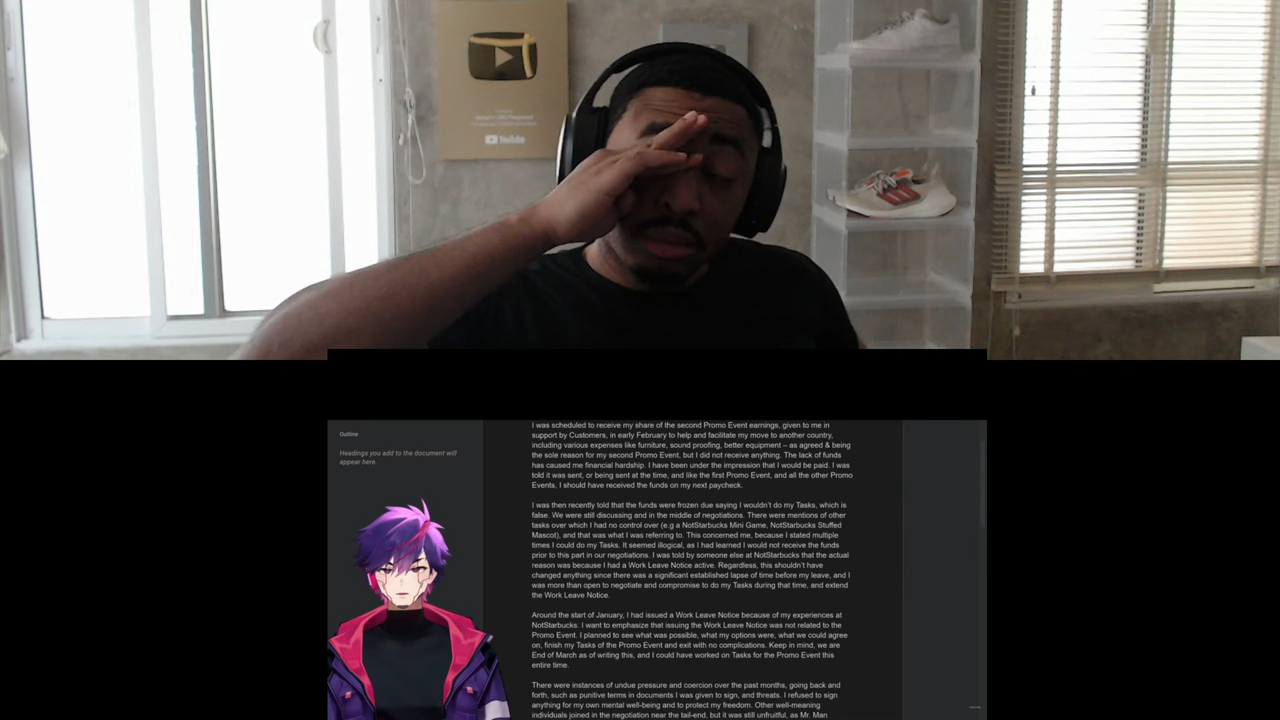 YouTube
Outline
Headings you add to the document will
appear here.
I was scheduled to receive my share of the second Promo Event earnings, given to me in
support by Customers, in early February to help and facilitate my move to another country,
including various expenses like furniture, sound proofing, better equipment – as agreed & being
the sole reason for my second Promo Event, but I did not receive anything. The lack of funds
has caused me financial hardship. I have been under the impression that I would be paid. I was
told it was sent, or being sent at the time, and like the first Promo Event, and all the other Promo
Events, I should have received the funds on my next paycheck.
I was then recently told that the funds were frozen due saying I wouldn't do my Tasks, which is
false. We were still discussing and in the middle of negotiations. There were mentions of other
tasks over which I had no control over (e.g a NotStarbucks Mini Game, NotStarbucks Stuffed
Mascot), and that was what I was referring to. This concerned me, because I stated multiple
times I could do my Tasks. It seemed illogical, as I had learned I would not receive the funds
prior to this part in our negotiations. I was told by someone else at NotStarbucks that the actual
reason was because I had a Work Leave Notice active. Regardless, this shouldn't have
changed anything since there was a significant established lapse of time before my leave, and I
was more than open to negotiate and compromise to do my Tasks during that time, and extend
the Work Leave Notice.
Around the start of January, I had issued a Work Leave Notice because of my experiences at
NotStarbucks. I want to emphasize that issuing the Work Leave Notice was not related to the
Promo Event. I planned to see what was possible, what my options were, what we could agree
on, finish my Tasks of the Promo Event and exit with no complications. Keep in mind, we are
End of March as of writing this, and I could have worked on Tasks for the Promo Event this
entire time.
There were instances of undue pressure and coercion over the past months, going back and
forth, such as punitive terms in documents I was given to sign, and threats. I refused to sign
anything for my own mental well-being and to protect my freedom. Other well-meaning
individuals joined in the negotiation near the tail-end, but it was still unfruitful, as Mr. Man